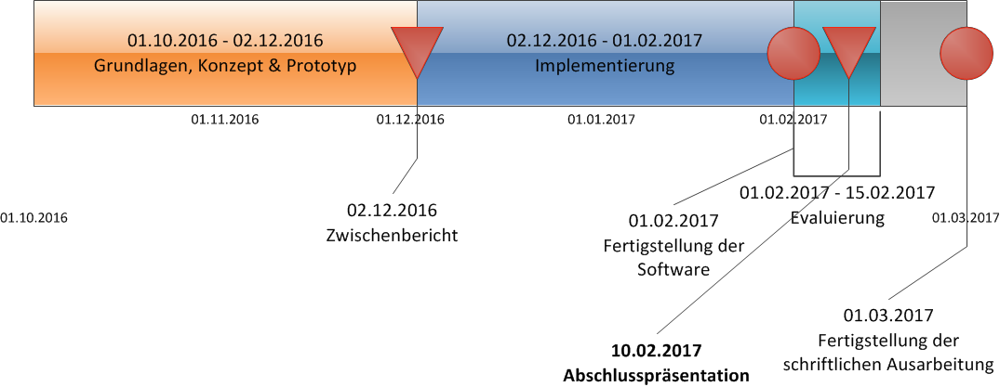 01.10.2016 - 02.12.2016
Grundlagen, Konzept & Prototyp
02.12.2016 - 01.02.2017
Implementierung
01.11.2016
01.12.2016
01.01.2017
01.02.2017
01.10.2016
01.03.2017
02.12.2016
Zwischenbericht
01.02.2017
Fertigstellung der
Software
01.02.2017 - 15.02.2017
Evaluierung
10.02.2017
Abschlusspräsentation
01.03.2017
Fertigstellung der
schriftlichen Ausarbeitung